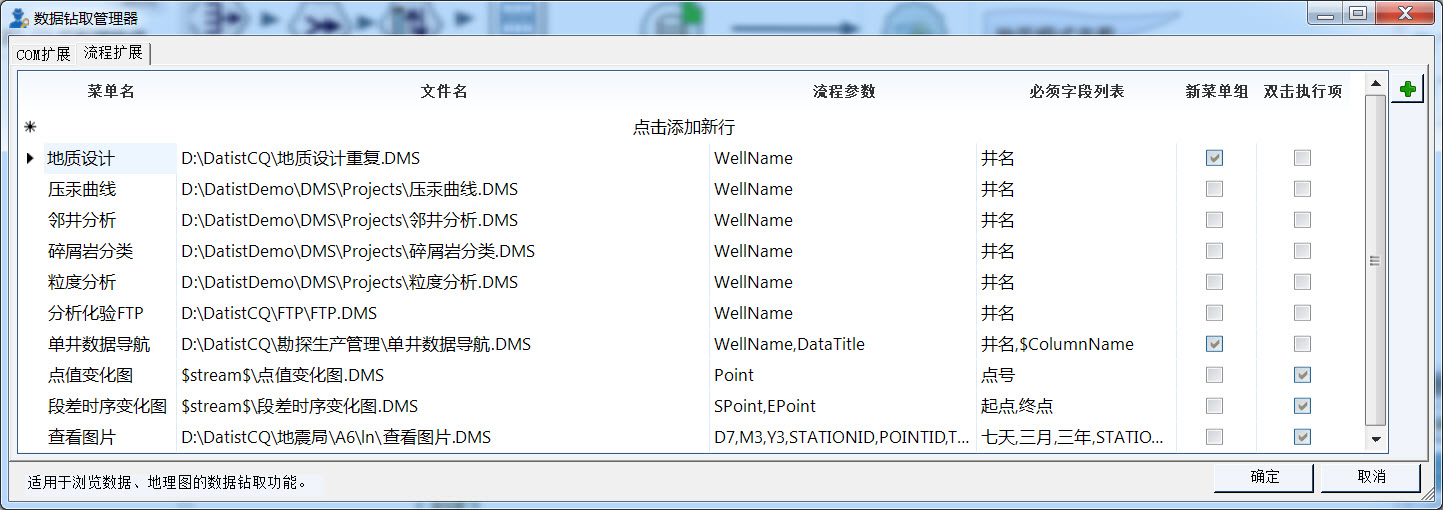 数据钻取管理器
COM扩展 流程扩展
菜单名 文件名 流程参数 必须字段列表 新菜单组 双击执行项
点击添加新行
地质设计 D:\DatistCQ\地质设计重复.DMS WellName 井名
压汞曲线 D:\DatistDemo\DMS\Projects\压汞曲线.DMS WellName 井名
邻井分析 D:\DatistDemo\DMS\Projects\邻井分析.DMS WellName 井名
碎屑岩分类 D:\DatistDemo\DMS\Projects\碎屑岩分类.DMS WellName 井名
粒度分析 D:\DatistDemo\DMS\Projects\粒度分析.DMS WellName 井名
分析化验FTP D:\DatistCQ\FTP\FTP.DMS WellName 井名
单井数据导航 D:\DatistCQ\勘探生产管理\单井数据导航.DMS WellName,DataTitle 井名,$ColumnName
点值变化图 $stream$\点值变化图.DMS Point 点号
段差时序变化图 $stream$\段差时序变化图.DMS SPoint,EPoint 起点,终点
查看图片 D:\DatistCQ\地震局\A6\In\查看图片.DMS D7,M3,Y3,STATIONID,POINTID,T... 七天,三月,三年,STATIO...
适用于浏览数据、地理图的数据钻取功能。 确定 取消